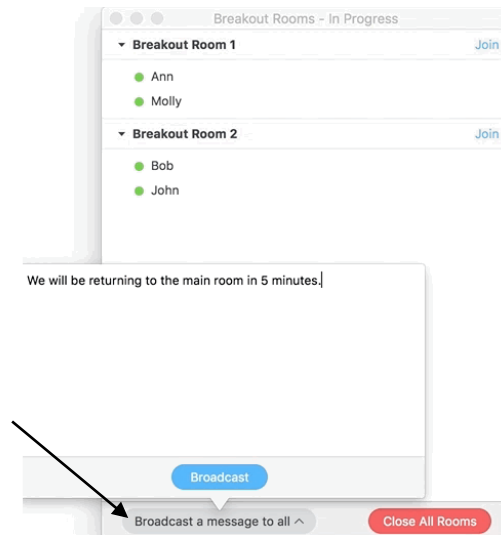 Breakout Rooms - In Progress
Breakout Room 1 Join
Ann
Molly
Breakout Room 2 Join
Bob
John
We will be returning to the main room in 5 minutes.
Broadcast
Broadcast a message to all
Close All Rooms